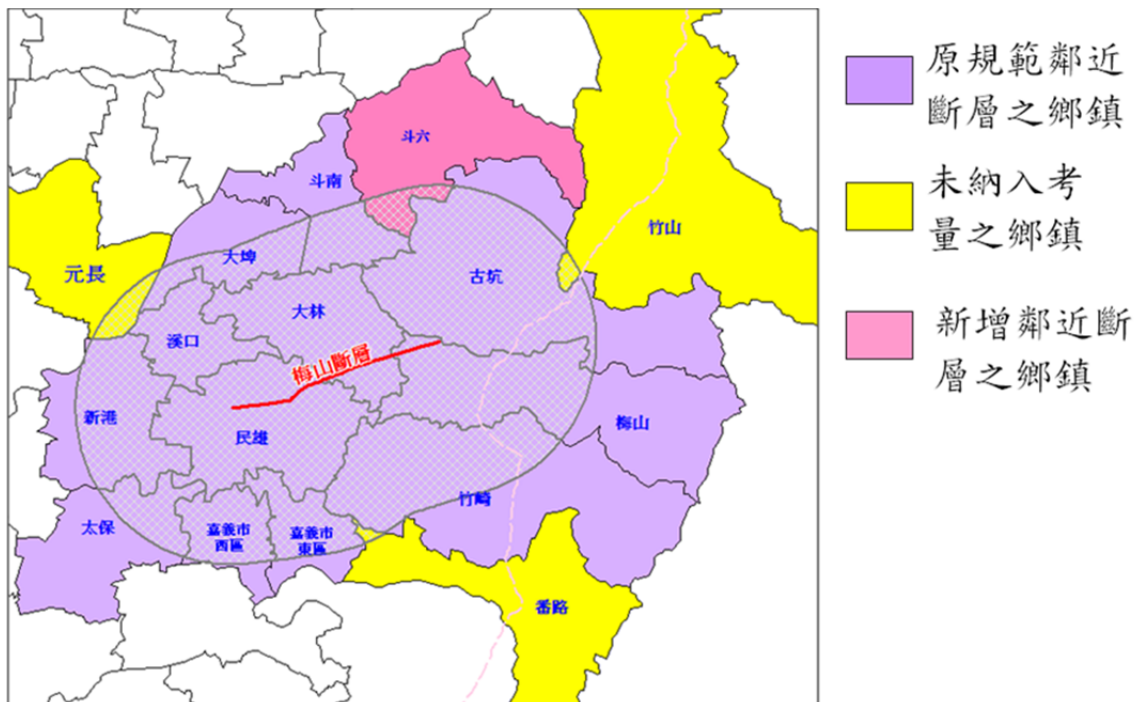 斗六
斗南
竹山
大埤
元長
古坑
大林
溪口
梅山斷層
新港
民雄
梅山
竹崎
太保
嘉義市
西區
嘉義市
東區
番路
原規範鄰近
斷層之鄉鎮
未納入考
量之鄉鎮
新增鄰近斷
層之鄉鎮